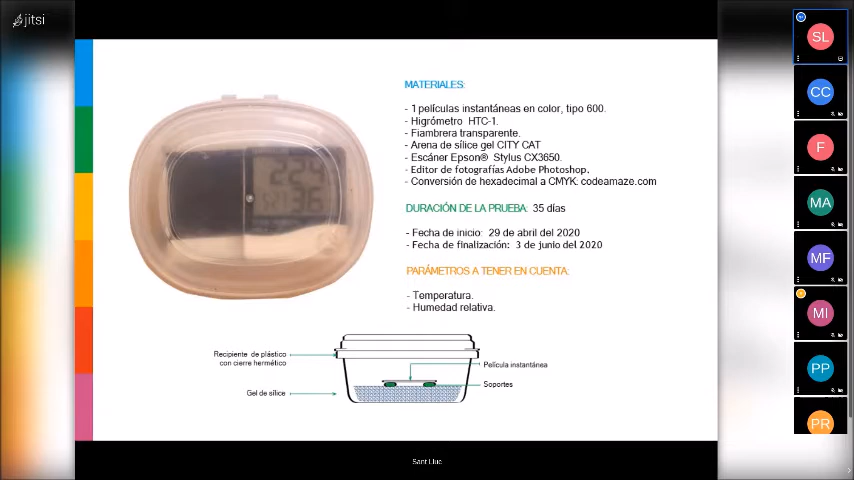 jitsi
MATERIALES:
- 1 películas instantáneas en color, tipo 600.
- Higrómetro HTC-1.
- Fiambrera transparente.
- Arena de sílice gel CITY CAT
- Escáner Epson® Stylus CX3650.
- Editor de fotografías Adobe Photoshop.
- Conversión de hexadecimal a CMYK: codeamaze.com
DURACIÓN DE LA PRUEBA: 35 días
- Fecha de inicio: 29 de abril del 2020
- Fecha de finalización: 3 de junio del 2020
PARÁMETROS A TENER EN CUENTA:
- Temperatura.
- Humedad relativa.
Recipiente de plástico
con cierre hermético
Gel de sílice
Película instantánea
Soportes
Sant Lluc
SL
CC
F
MA
MF
MI
PP
PR